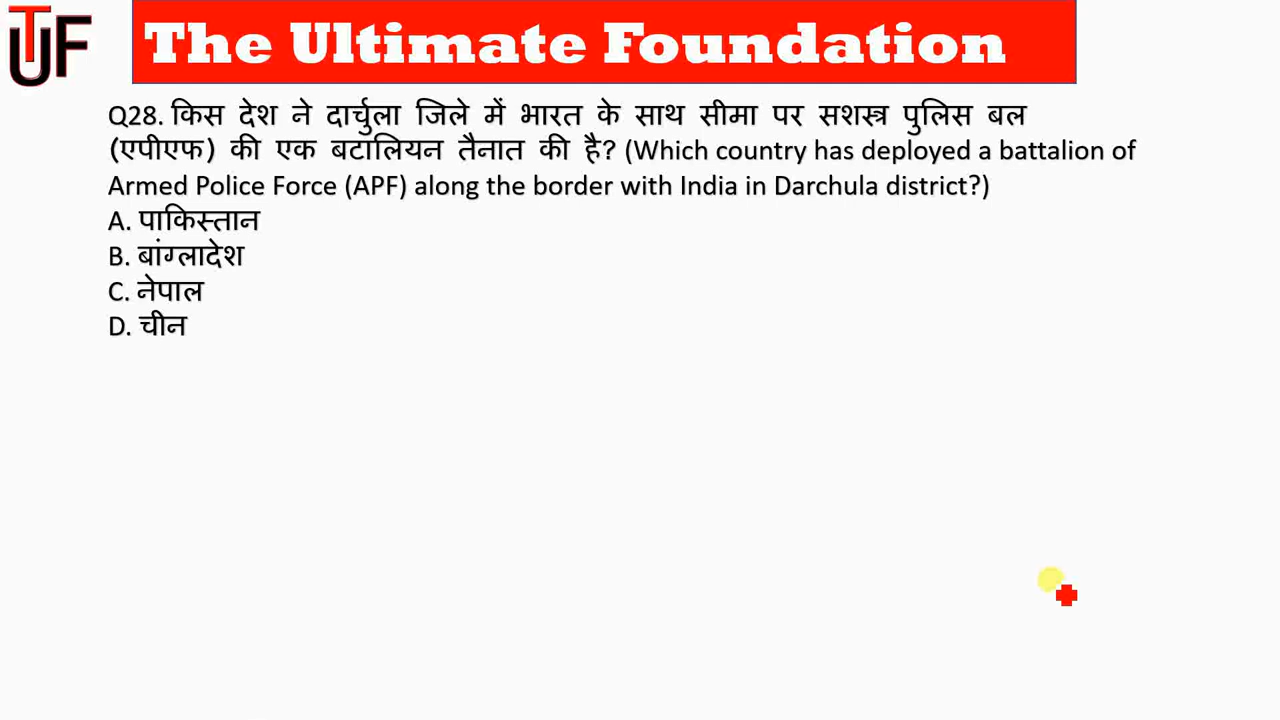 TUF
The Ultimate Foundation
Q28. किस देश ने दार्चुला जिले में भारत के साथ सीमा पर सशस्त्र पुलिस बल
(एपीएफ) की एक बटालियन तैनात की है? (Which country has deployed a battalion of
Armed Police Force (APF) along the border with India in Darchula district?)
A. पाकिस्तान
B. बांग्लादेश
C. नेपाल
D. चीन